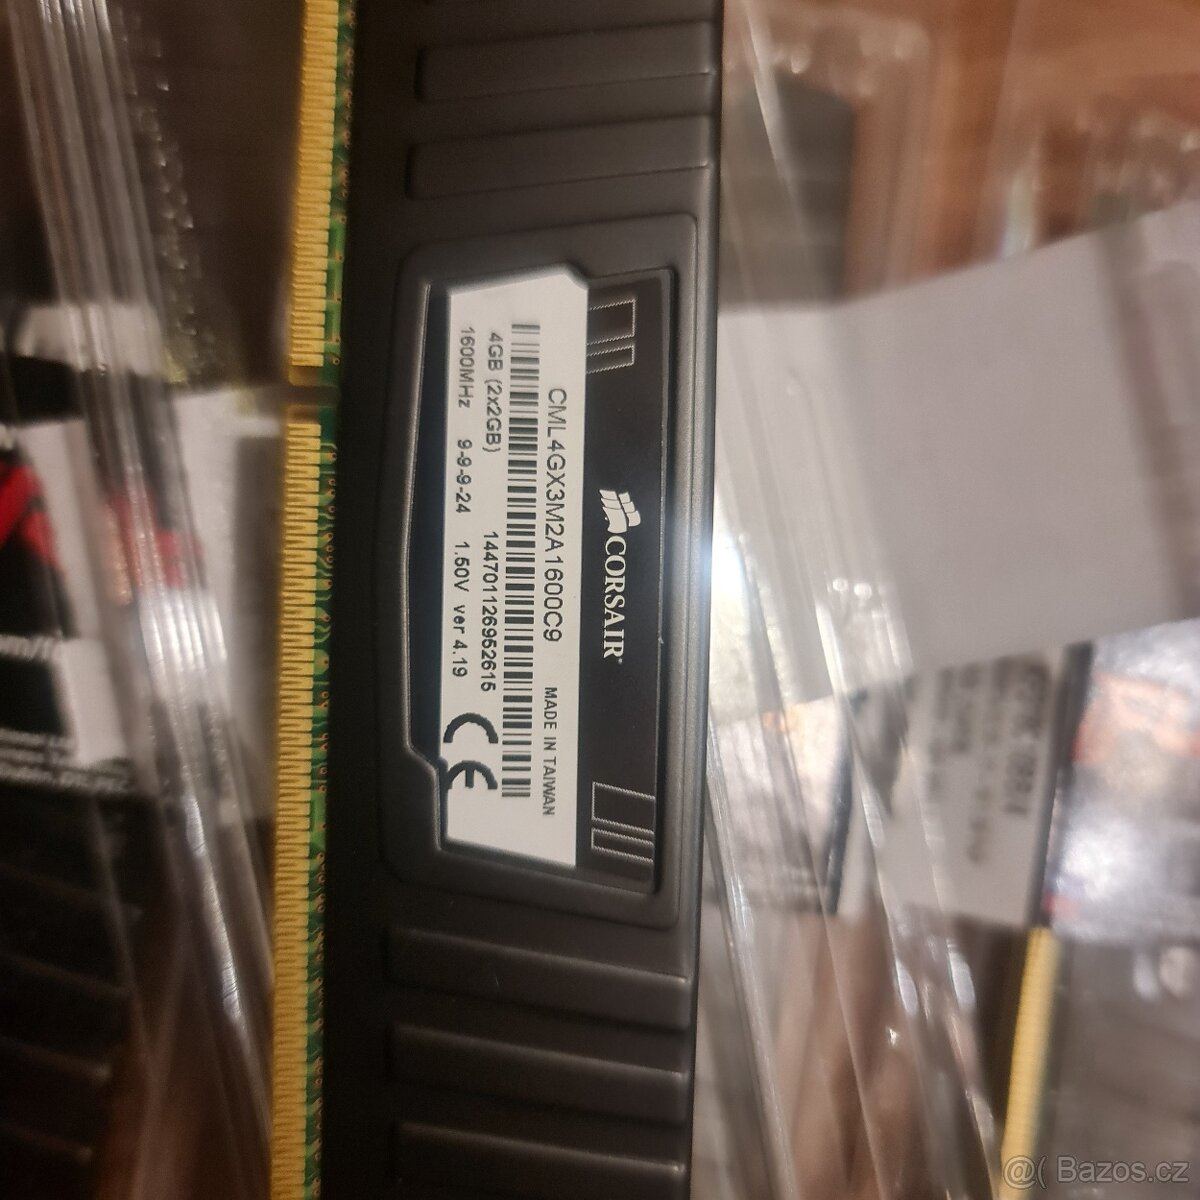 CORSAIR
CML4GX3M2A1600C9 MADE IN TAIWAN
4GB (2x2GB) 144701126952615
1600MHz 9-9-9-24 1.50V ver 4.19
CE
@( Bazos.cz